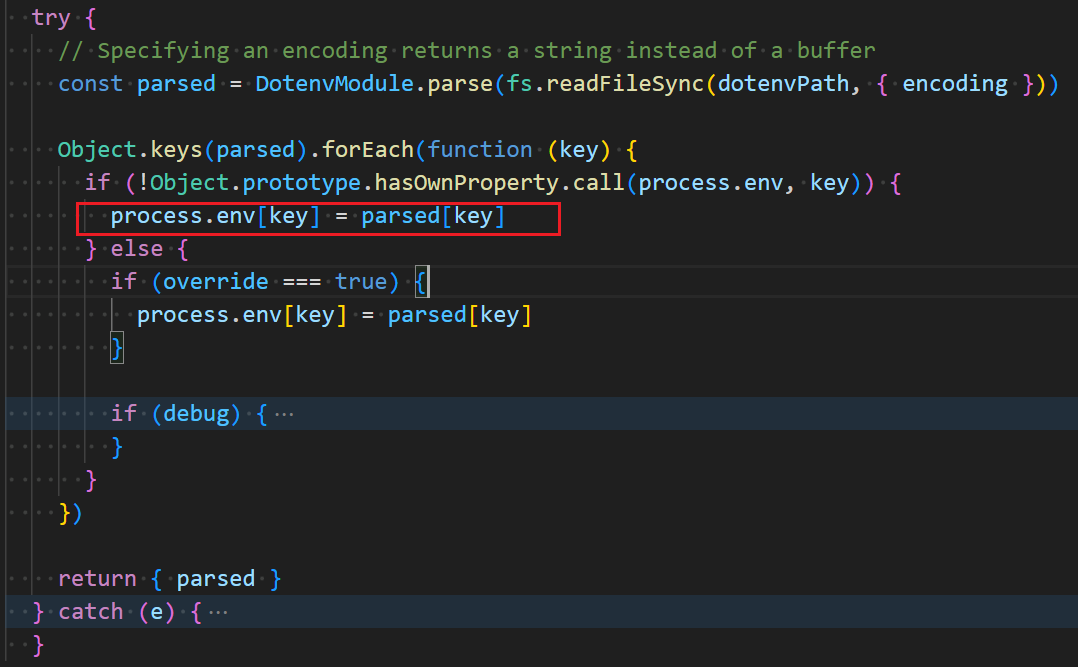 try {
// Specifying an encoding returns a string instead of a buffer
const parsed = DotenvModule.parse(fs.readFileSync(dotenvPath, { encoding }))
Object.keys(parsed).forEach(function (key) {
if (!Object.prototype.hasOwnProperty.call(process.env, key)) {
process.env[key] = parsed[key]
} else {
if (override === true) {
process.env[key] = parsed[key]
}
if (debug) { ···
}
}
})
return { parsed }
} catch (e) { ···
}